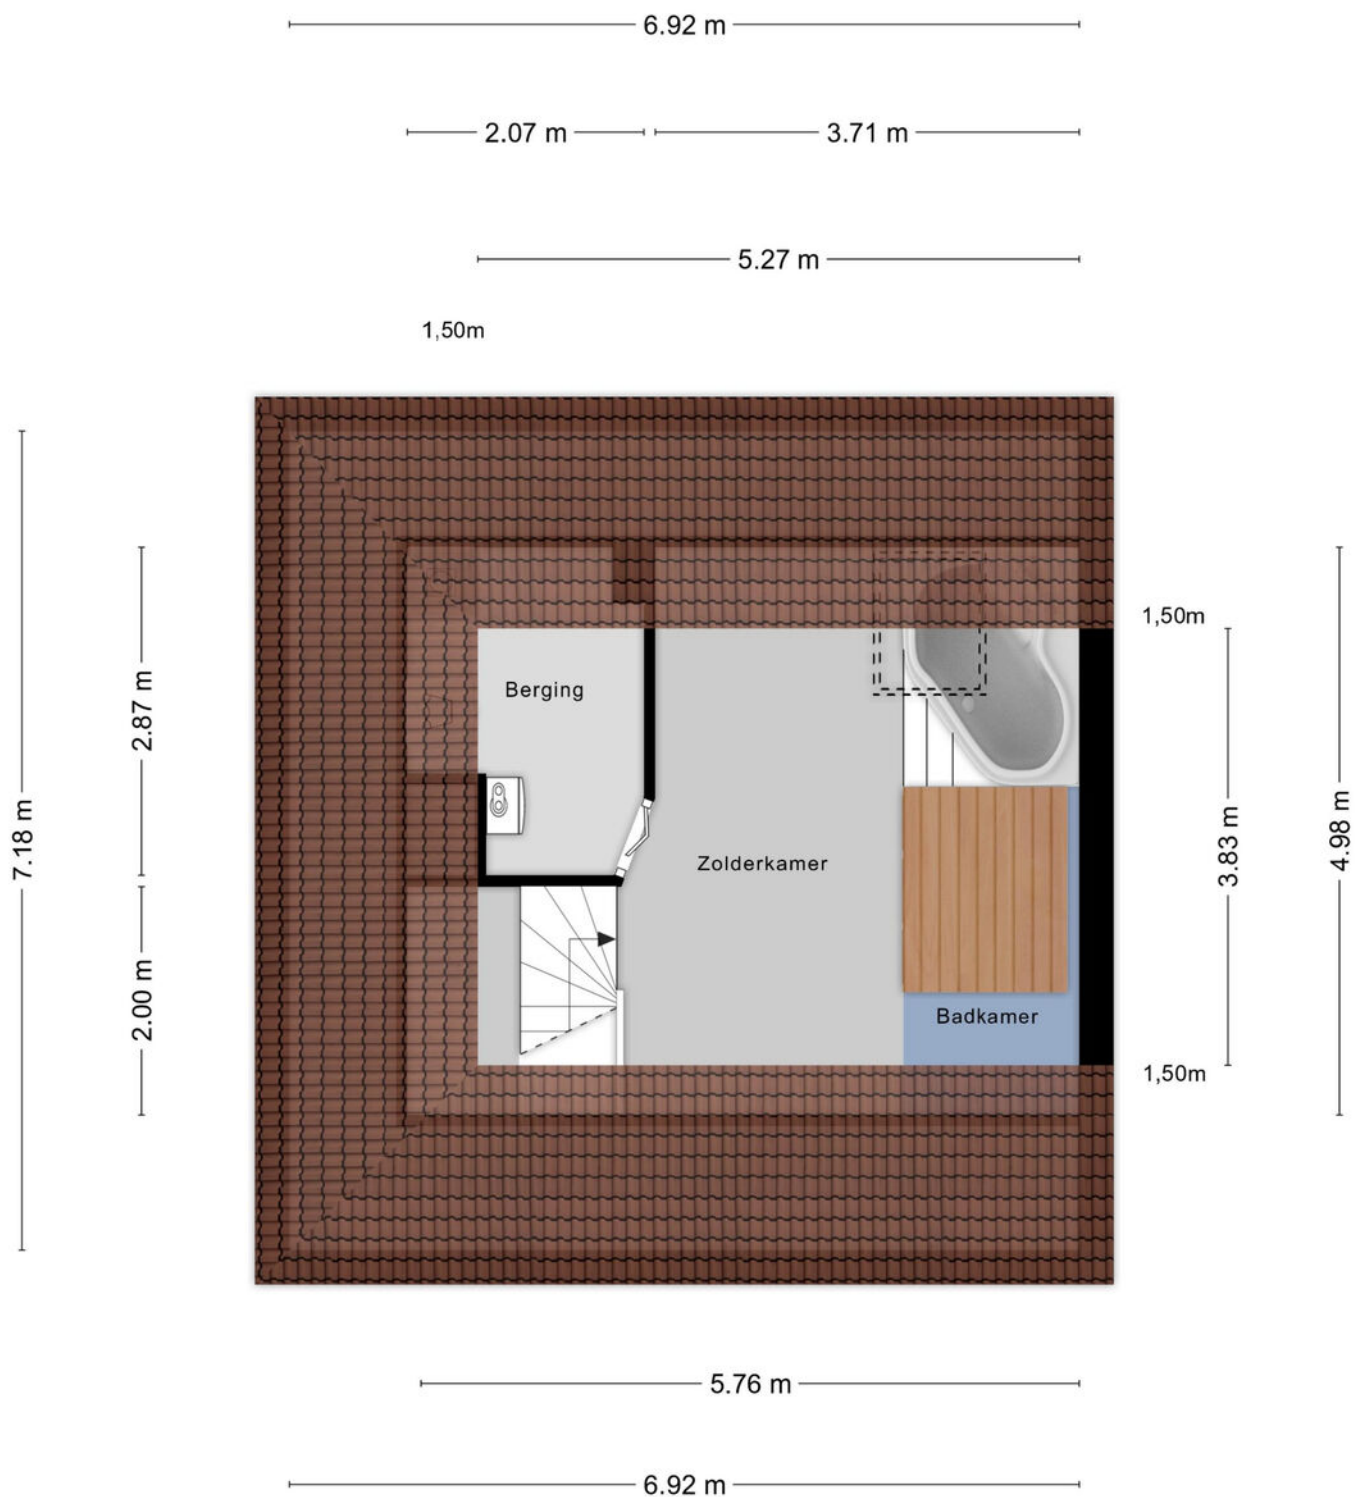 6.92 m
2.07 m
3.71 m
5.27 m
1,50m
1,50m
Berging
2.87 m
7.18 m
3.83 m
4.98 m
Zolderkamer
2.00 m
Badkamer
1,50m
5.76 m
6.92 m